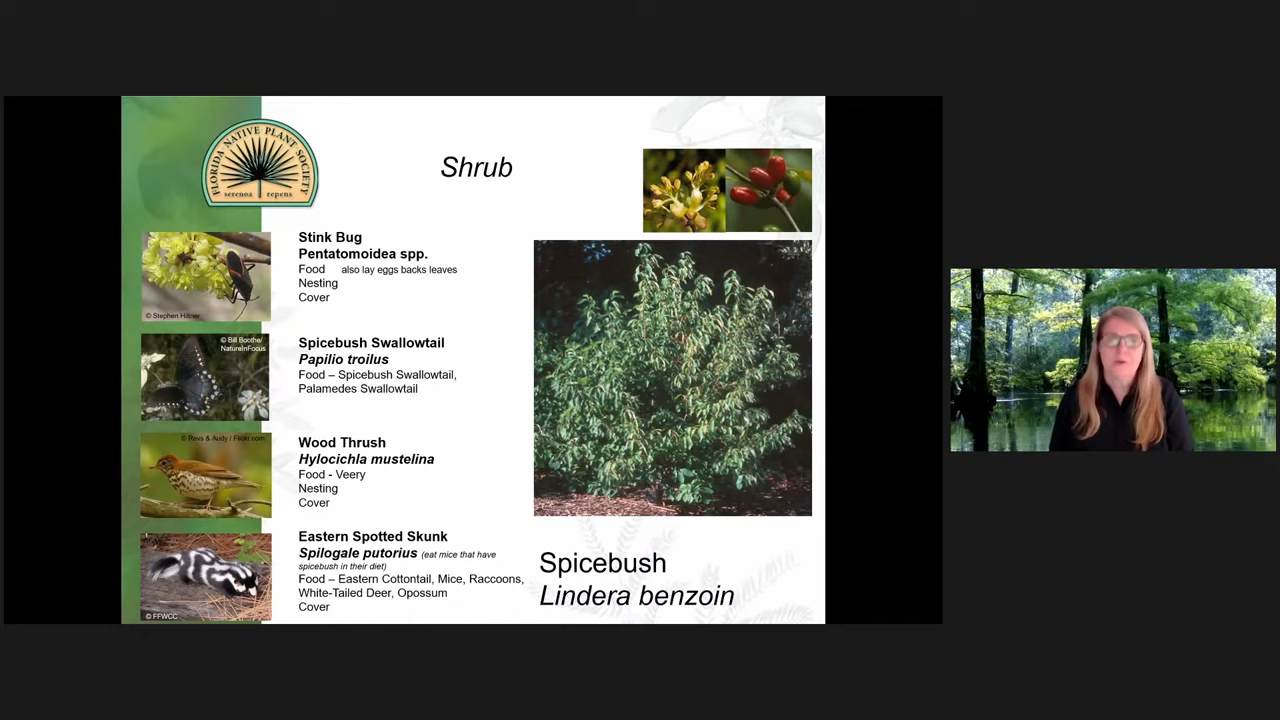 FLORIDA NATIVE PLANT SOCIETY
serenoa repens
Shrub
Stink Bug
Pentatomoidea spp.
Food also lay eggs backs leaves
Nesting
Cover
© Stephen Hiltner
Spicebush Swallowtail
Papilio troilus
Food – Spicebush Swallowtail,
Palamedes Swallowtail
© Bill Boothe/
NatureInFocus
Wood Thrush
Hylocichla mustelina
Food - Veery
Nesting
Cover
© Revs & Audy / Flickr.com
Eastern Spotted Skunk
Spilogale putorius (eat mice that have
spicebush in their diet)
Food – Eastern Cottontail, Mice, Raccoons,
White-Tailed Deer, Opossum
Cover
© FFWCC
Spicebush
Lindera benzoin